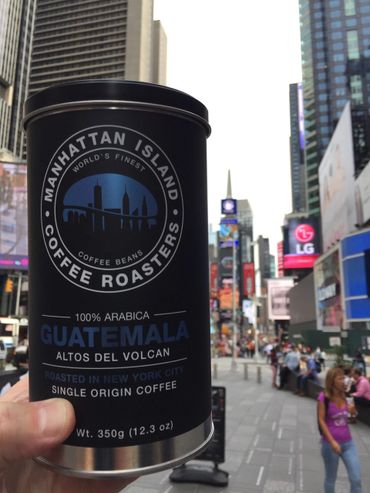 MANHATTAN ISLAND
WORLD'S FINEST
COFFEE BEANS
COFFEE ROASTERS
100% ARABICA
GUATEMALA
ALTOS DEL VOLCAN
ROASTED IN NEW YORK CITY
SINGLE ORIGIN COFFEE
Wt. 350g (12.3 oz)
LG